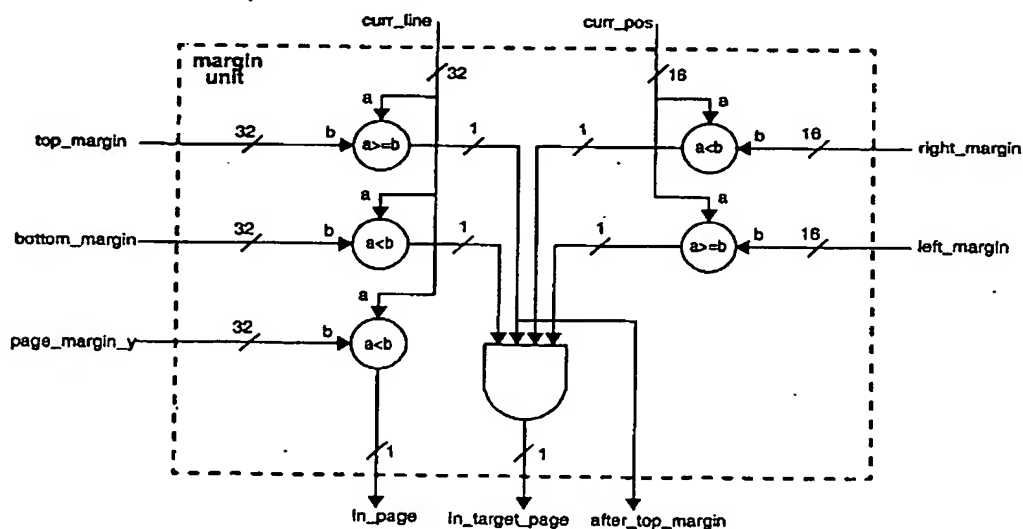 curr_line
curr_pos
margin
unit
32
16
a
a
top_margin
32
b
a>=b
1
1
a<b
b
16
right_margin
a
a
bottom_margin
32
b
a<b
1
1
a>=b
b
16
left_margin
a
page_margin_y
32
b
a<b
1
1
in_page
in_target_page
after_top_margin